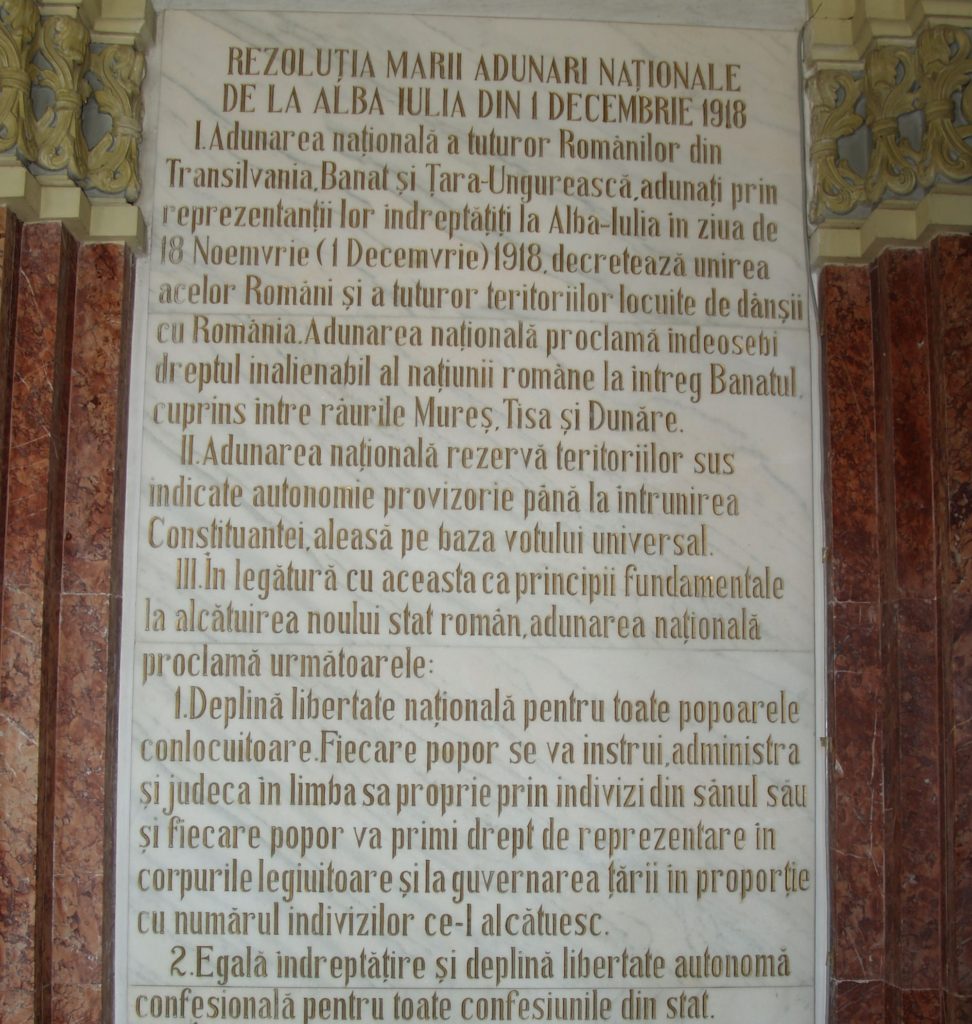 REZOLUȚIA MARII ADUNARI NAȚIONALE
DE LA ALBA IULIA DIN 1 DECEMBRIE 1918
I.Adunarea națională a tuturor Românilor din
Transilvania,Banat și Țara-Ungurească,adunați prin
reprezentanții lor indreptățiți la Alba-Iulia in ziua de
18 Noemvrie (1 Decemvrie) 1918,decretează unirea
acelor Români și a tuturor teritoriilor locuite de dânșii
cu România.Adunarea națională proclamă indeosebi
dreptul inalienabil al națiunii române la intreg Banatul,
cuprins intre râurile Mureș,Tisa și Dunăre.
II.Adunarea națională rezervă teritoriilor sus
indicate autonomie provizorie până la intrunirea
Constituantei,aleasă pe baza votului universal.
III.În legătură cu aceasta ca principii fundamentale
la alcătuirea noului stat român,adunarea națională
proclamă următoarele:
1.Deplină libertate națională pentru toate popoarele
conlocuitoare.Fiecare popor se va instrui,administra
și judeca in limba sa proprie prin indivizi din sânul său
și fiecare popor va primi drept de reprezentare in
corpurile legiuitoare și la guvernarea țării in proporție
cu numărul indivizilor ce-l alcătuesc.
2.Egală indreptățire și deplină libertate autonomă
confesională pentru toate confesiunile din stat.